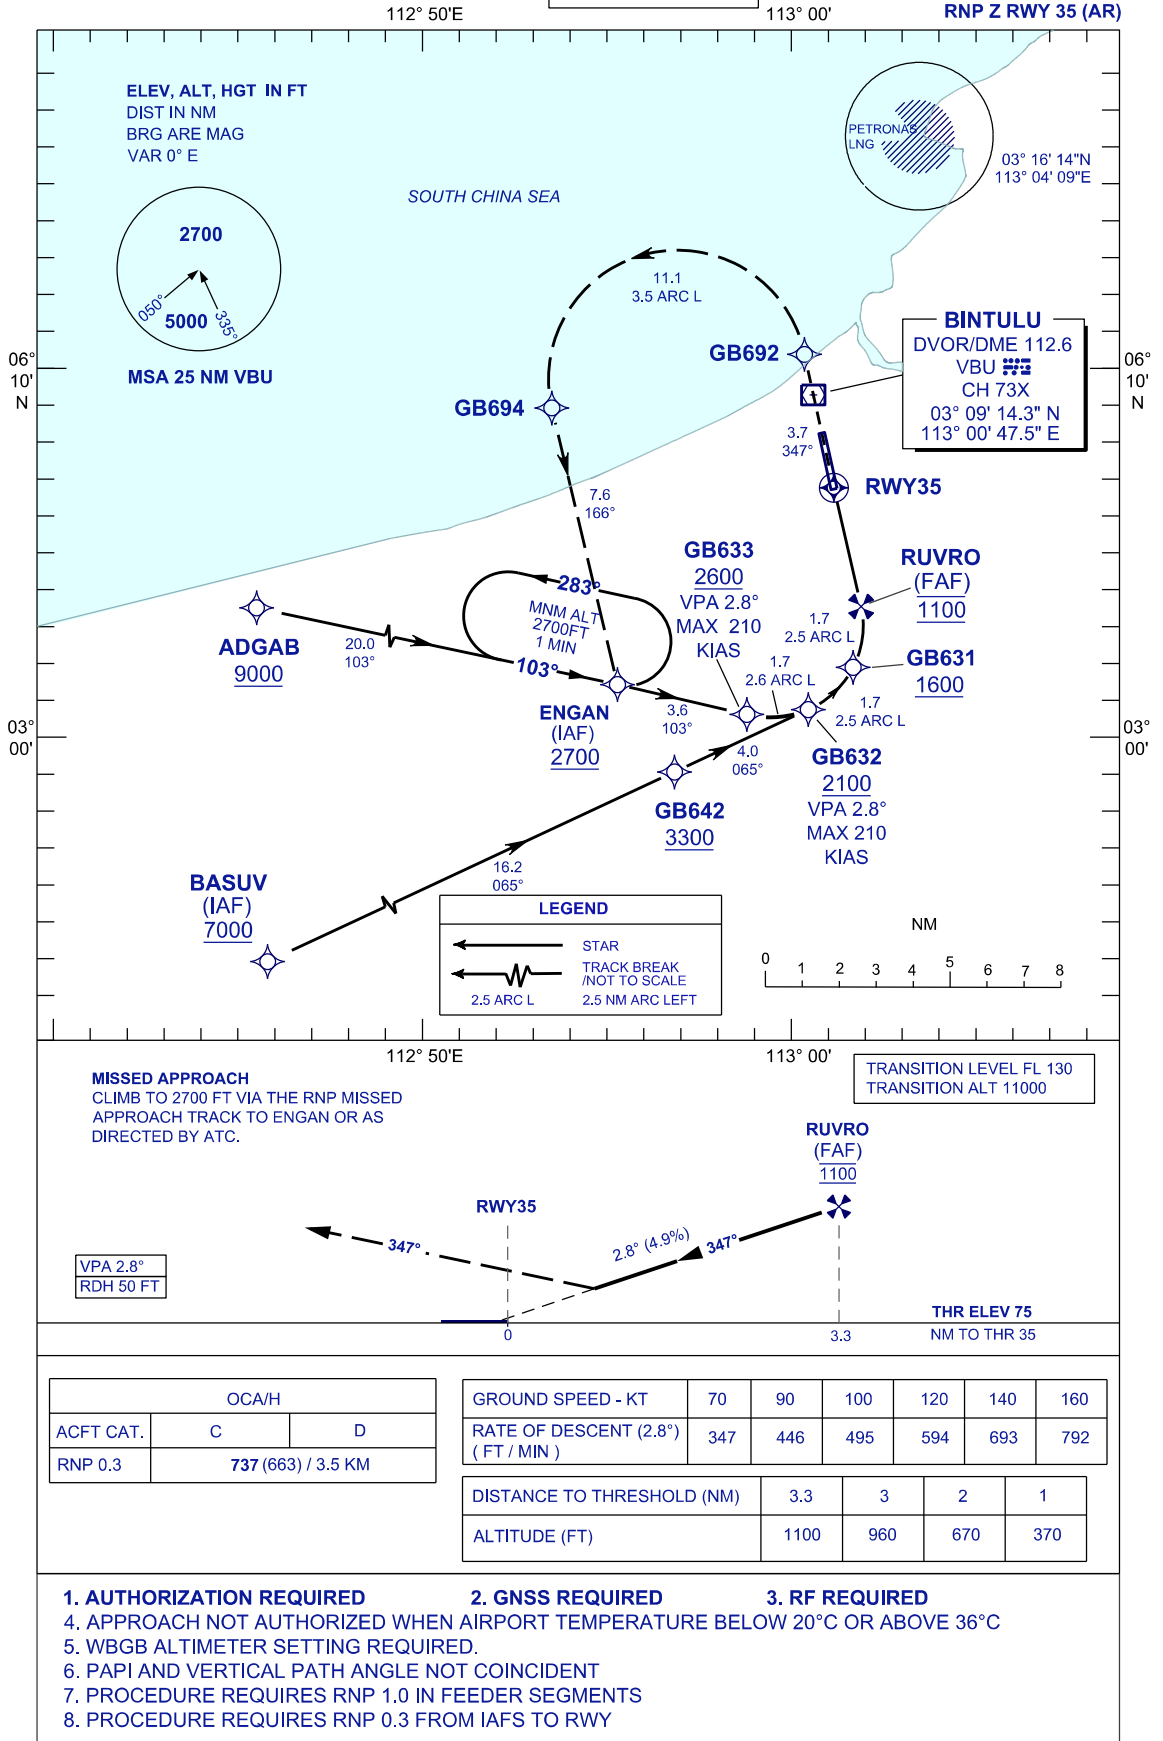 112° 50'E
113° 00'
RNP Z RWY 35 (AR)
ELEV, ALT, HGT IN FT
DIST IN NM
BRG ARE MAG
VAR 0° E
PETRONAS
LNG
03° 16' 14"N
113° 04' 09"E
SOUTH CHINA SEA
2700
050°
5000
335°
MSA 25 NM VBU
11.1
3.5 ARC L
BINTULU
DVOR/DME 112.6
VBU
CH 73X
03° 09' 14.3" N
113° 00' 47.5" E
06°
10'
N
06°
10'
N
GB692
GB694
3.7
347°
RWY35
7.6
166°
GB633
2600
VPA 2.8°
MAX 210
KIAS
RUVRO
(FAF)
1100
283°
MNM ALT
2700FT
1 MIN
103°
ADGAB
9000
20.0
103°
1.7
2.5 ARC L
GB631
1600
1.7
2.6 ARC L
1.7
2.5 ARC L
ENGAN
(IAF)
2700
3.6
103°
03°
00'
03°
00'
4.0
065°
GB632
2100
VPA 2.8°
MAX 210
KIAS
GB642
3300
BASUV
(IAF)
7000
16.2
065°
LEGEND
STAR
TRACK BREAK
/NOT TO SCALE
2.5 ARC L
2.5 NM ARC LEFT
NM
0 1 2 3 4 5 6 7 8
112° 50'E
113° 00'
MISSED APPROACH
CLIMB TO 2700 FT VIA THE RNP MISSED
APPROACH TRACK TO ENGAN OR AS
DIRECTED BY ATC.
TRANSITION LEVEL FL 130
TRANSITION ALT 11000
RUVRO
(FAF)
1100
RWY35
347°
2.8° (4.9%)
347°
VPA 2.8°
RDH 50 FT
THR ELEV 75
0
3.3
NM TO THR 35
OCA/H
ACFT CAT. C D
RNP 0.3 737 (663) / 3.5 KM
GROUND SPEED - KT 70 90 100 120 140 160
RATE OF DESCENT (2.8°)
( FT / MIN )
347 446 495 594 693 792
DISTANCE TO THRESHOLD (NM) 3.3 3 2 1
ALTITUDE (FT) 1100 960 670 370
1. AUTHORIZATION REQUIRED 2. GNSS REQUIRED 3. RF REQUIRED
4. APPROACH NOT AUTHORIZED WHEN AIRPORT TEMPERATURE BELOW 20°C OR ABOVE 36°C
5. WBGB ALTIMETER SETTING REQUIRED.
6. PAPI AND VERTICAL PATH ANGLE NOT COINCIDENT
7. PROCEDURE REQUIRES RNP 1.0 IN FEEDER SEGMENTS
8. PROCEDURE REQUIRES RNP 0.3 FROM IAFS TO RWY